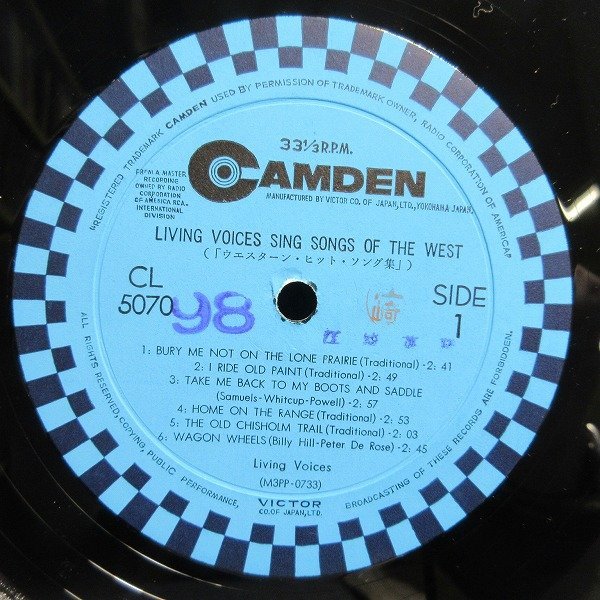 "REGISTERED TRADEMARK CAMDEN USED BY PERMISSION OF TRADEMARK OWNER, RADIO CORPORATION OF AMERICA"
33⅓R.P.M.
CAMDEN
FROM A MASTER
RECORDING
OWNED BY RADIO
CORPORATION
OF AMERICA RCA.
INTERNATIONAL
DIVISION
MANUFACTURED BY VICTOR CO. OF JAPAN,LTD.,YOKOHAMA JAPAN.
LIVING VOICES SING SONGS OF THE WEST
(「ウエスターン・ヒット・ソング集」)
CL
5070
98
SIDE
1
1: BURY ME NOT ON THE LONE PRAIRIE(Traditional)-2: 41
2: I RIDE OLD PAINT(Traditional)-2: 49
3: TAKE ME BACK TO MY BOOTS AND SADDLE
(Samuels-Whitcup-Powell)-2: 57
4: HOME ON THE RANGE(Traditional)-2: 53
5: THE OLD CHISHOLM TRAIL(Traditional)-2: 03
6: WAGON WHEELS(Billy Hill-Peter De Rose)-2: 45
Living Voices
(M3PP-0733)
VICTOR
CO.OF JAPAN,LTD.
ALL RIGHTS RESERVED,COPYING, PUBLIC PERFORMANCE,
BROADCASTING OF THESE RECORDS ARE FORBIDDEN.